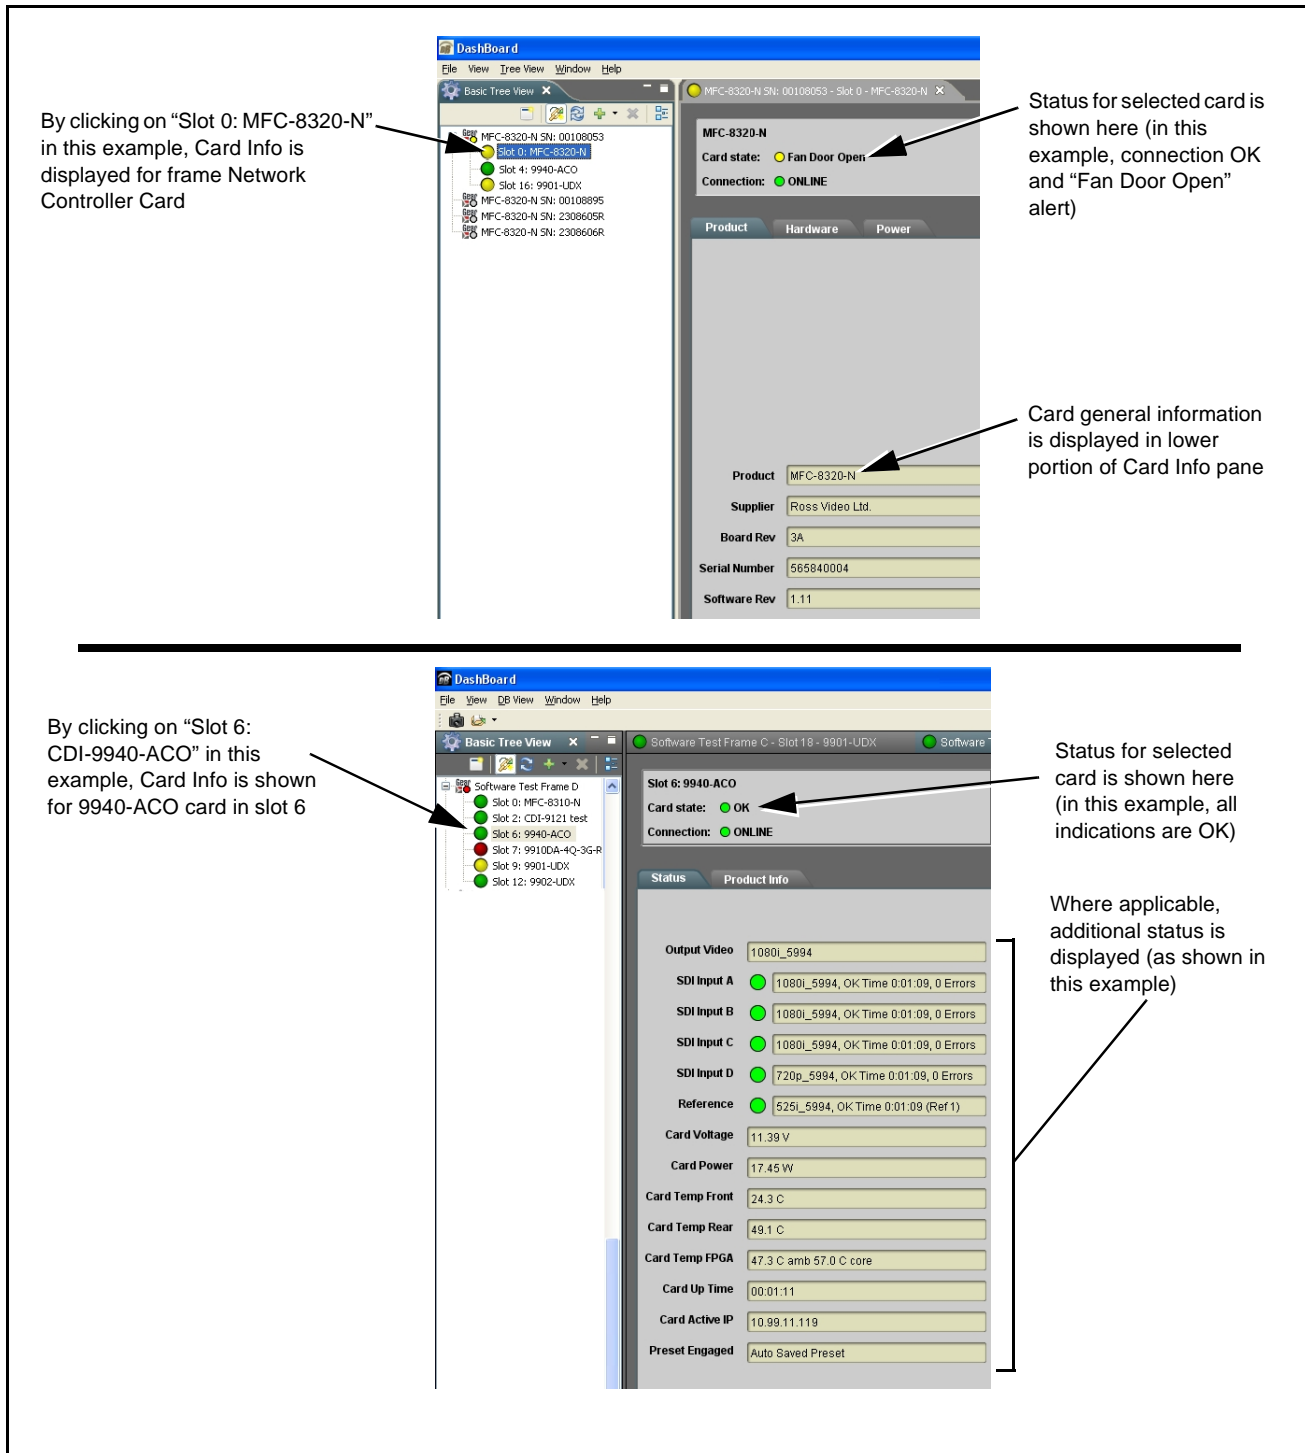 DashBoard
File View Tree View Window Help
Basic Tree View
MFC-8320-N SN: 00108053 - Slot 0 - MFC-8320-N
By clicking on “Slot 0: MFC-8320-N”
in this example, Card Info is
displayed for frame Network
Controller Card
MFC-8320-N SN: 00108053
Slot 0: MFC-8320-N
Slot 4: 9940-ACO
Slot 16: 9901-UDX
MFC-8320-N SN: 00108895
MFC-8320-N SN: 2308605R
MFC-8320-N SN: 2308606R
MFC-8320-N
Card state: Fan Door Open
Connection: ONLINE
Status for selected card is
shown here (in this
example, connection OK
and “Fan Door Open”
alert)
Product Hardware Power
Card general information
is displayed in lower
portion of Card Info pane
Product MFC-8320-N
Supplier Ross Video Ltd.
Board Rev 3A
Serial Number 565840004
Software Rev 1.11
DashBoard
File View DB View Window Help
Basic Tree View
Software Test Frame C - Slot 18 - 9901-UDX
Software
By clicking on “Slot 6:
CDI-9940-ACO” in this
example, Card Info is shown
for 9940-ACO card in slot 6
Software Test Frame D
Slot 0: MFC-8310-N
Slot 2: CDI-9121 test
Slot 6: 9940-ACO
Slot 7: 9910DA-4Q-3G-R
Slot 9: 9901-UDX
Slot 12: 9902-UDX
Slot 6: 9940-ACO
Card state: OK
Connection: ONLINE
Status for selected
card is shown here
(in this example, all
indications are OK)
Status Product Info
Where applicable,
additional status is
displayed (as shown in
this example)
Output Video 1080i_5994
SDI Input A 1080i_5994, OK Time 0:01:09, 0 Errors
SDI Input B 1080i_5994, OK Time 0:01:09, 0 Errors
SDI Input C 1080i_5994, OK Time 0:01:09, 0 Errors
SDI Input D 720p_5994, OK Time 0:01:09, 0 Errors
Reference 525i_5994, OK Time 0:01:09 (Ref 1)
Card Voltage 11.39 V
Card Power 17.45 W
Card Temp Front 24.3 C
Card Temp Rear 49.1 C
Card Temp FPGA 47.3 C amb 57.0 C core
Card Up Time 00:01:11
Card Active IP 10.99.11.119
Preset Engaged Auto Saved Preset